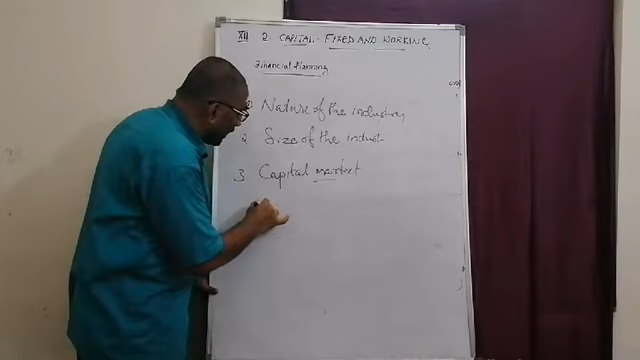 XII 2 CAPITAL - FIXED AND WORKING
Financial Planning
Nature of the industry
2 Size of the indust
3 Capital market